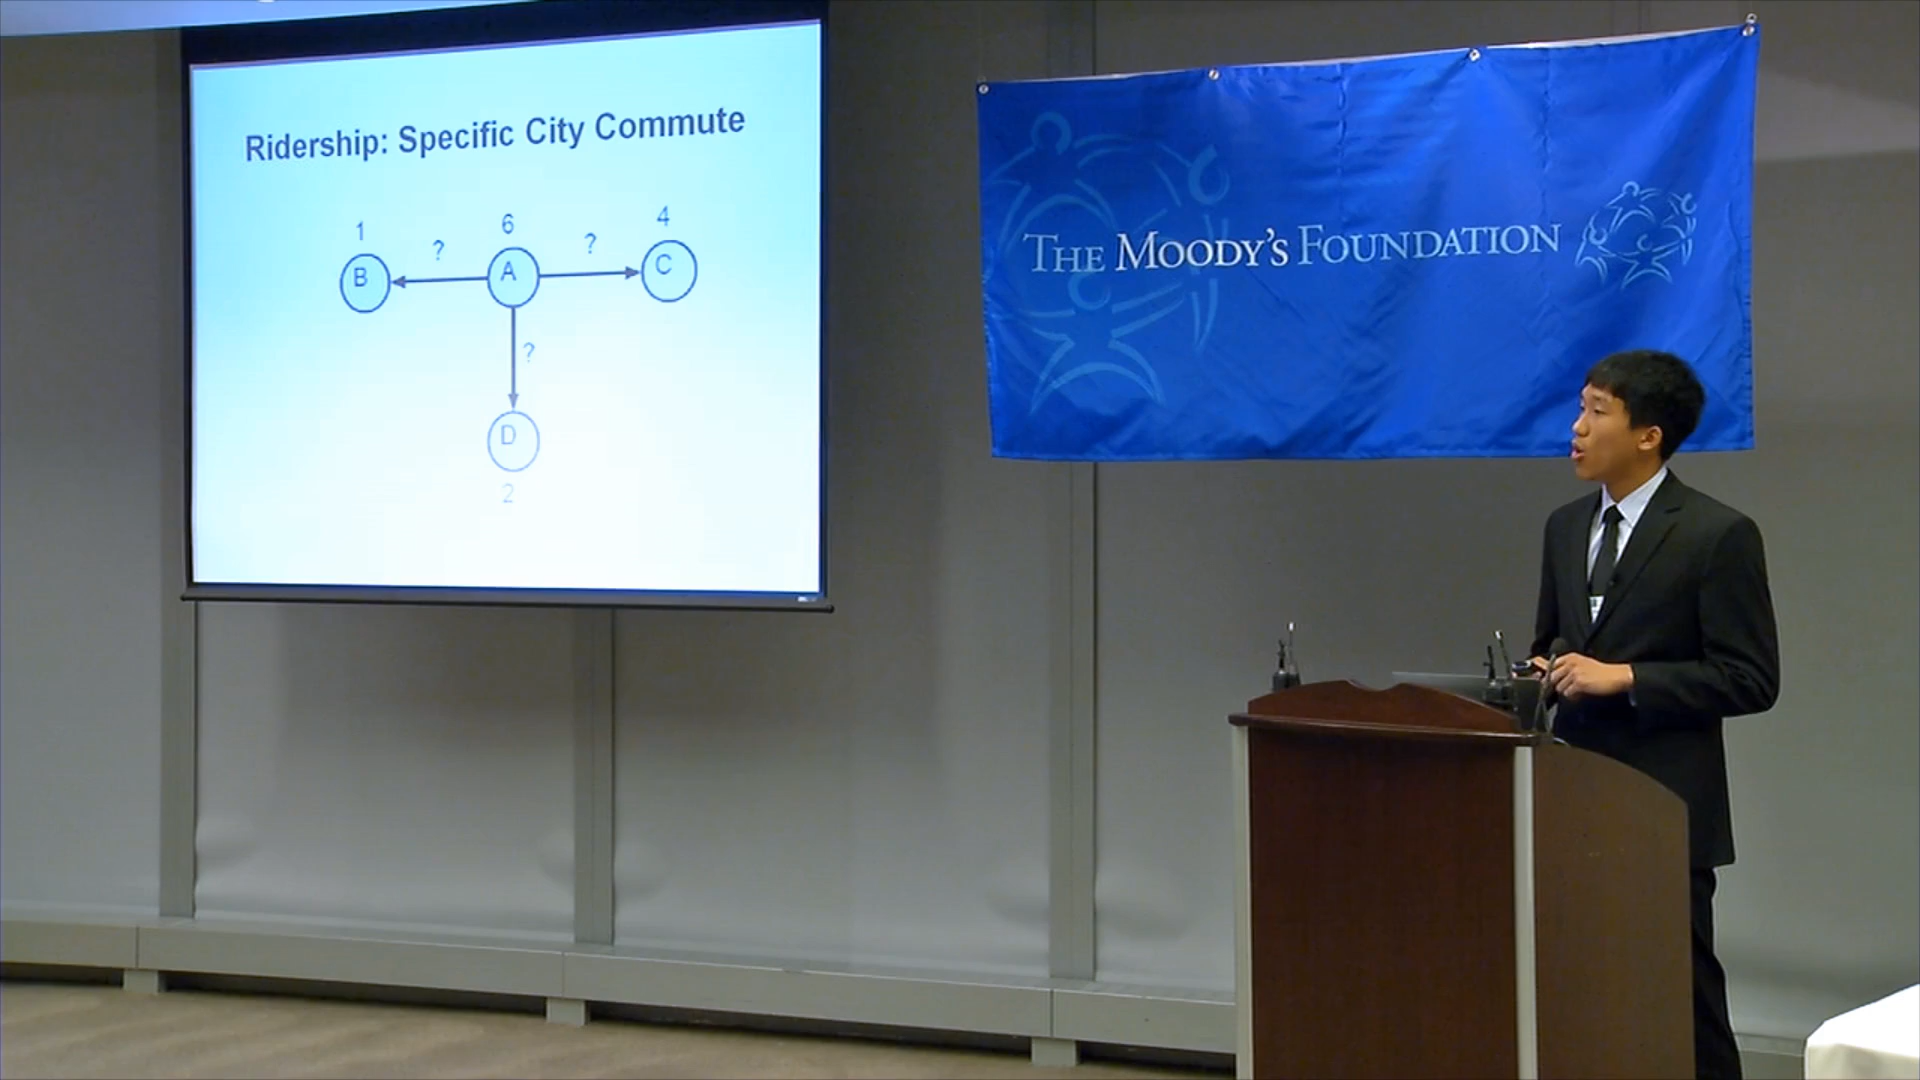 Ridership: Specific City Commute
1
6
4
?
?
B
A
C
?
D
2
THE MOODY'S FOUNDATION